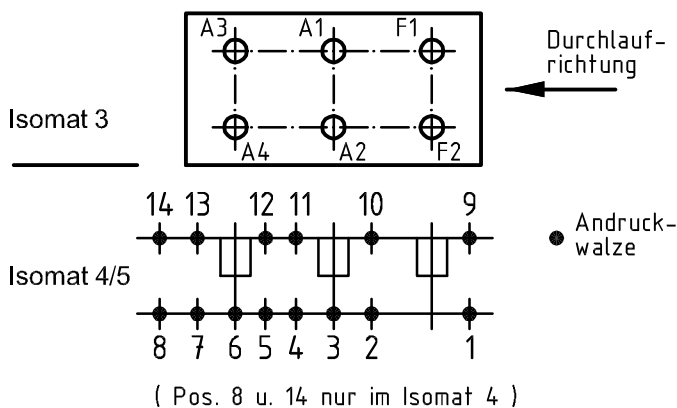 A3 A1 F1
Durchlauf-
richtung
Isomat 3
A4 A2 F2
14 13 12 11 10 9
Andruck-
walze
Isomat 4/5
8 7 6 5 4 3 2 1
( Pos. 8 u. 14 nur im Isomat 4 )